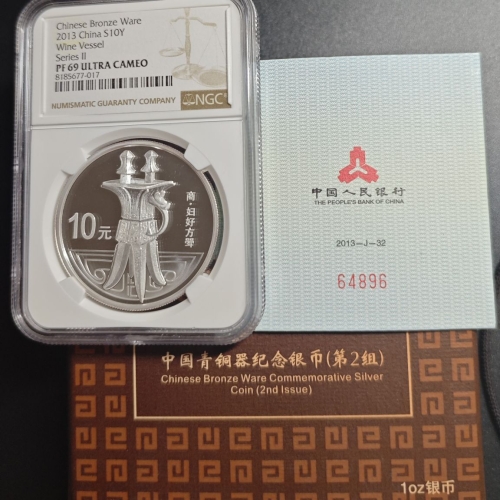 Chinese Bronze Ware
2013 China S10Y
Wine Vessel
Series II
PF 69 ULTRA CAMEO
8185677-017
NUMISMATIC GUARANTY COMPANY
NGC
10元
商·妇好方斝
中国人民银行
THE PEOPLE'S BANK OF CHINA
2013-J-32
64896
中国青铜器纪念银币(第2组)
Chinese Bronze Ware Commemorative Silver
Coin (2nd Issue)
1oz银币